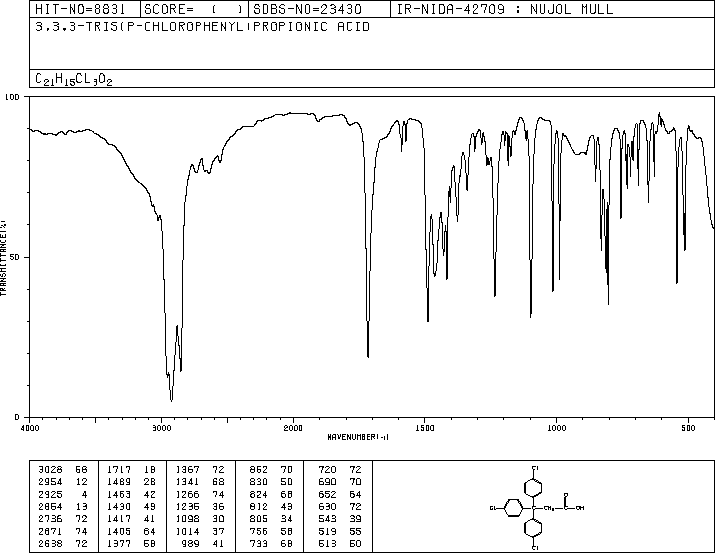 HIT-NO=8831 SCORE= ( ) SDBS-NO=23430 IR-NIDA-42709 : NUJOL MULL
3,3,3-TRIS(P-CHLOROPHENYL)PROPIONIC ACID
C21H15CL3O2
100
50
0
TRANSMITTANCE(%)
4000 3000 2000 1500 1000 500
WAVENUMBER(-1)
3028 68 1717 18 1367 72 862 70 720 72
2954 12 1489 28 1341 68 830 50 690 70
2925 4 1463 42 1266 74 824 68 652 64
2854 13 1430 49 1235 36 812 43 630 72
2736 72 1417 41 1098 30 805 34 543 39
2671 74 1405 64 1014 37 756 58 519 55
2638 72 1377 58 989 41 733 68 513 50
Cl
O
Cl C CH2 C OH
Cl